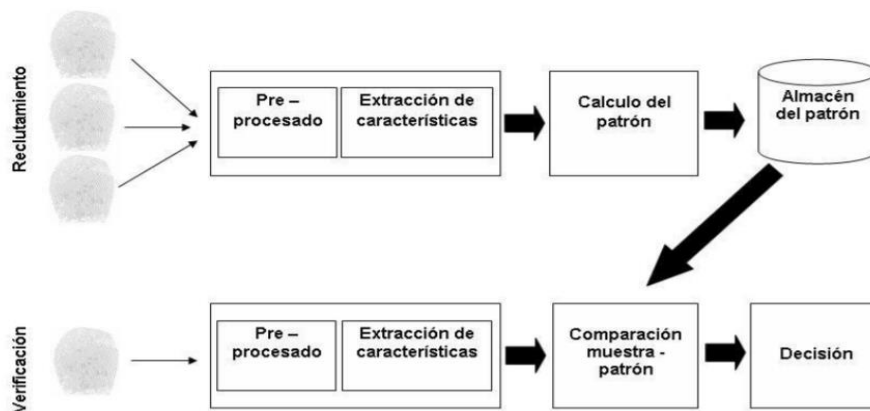 Reclutamiento
Pre –
procesado
Extracción de
características
Calculo del
patrón
Almacén
del patrón
Verificación
Pre –
procesado
Extracción de
características
Comparación
muestra -
patrón
Decisión